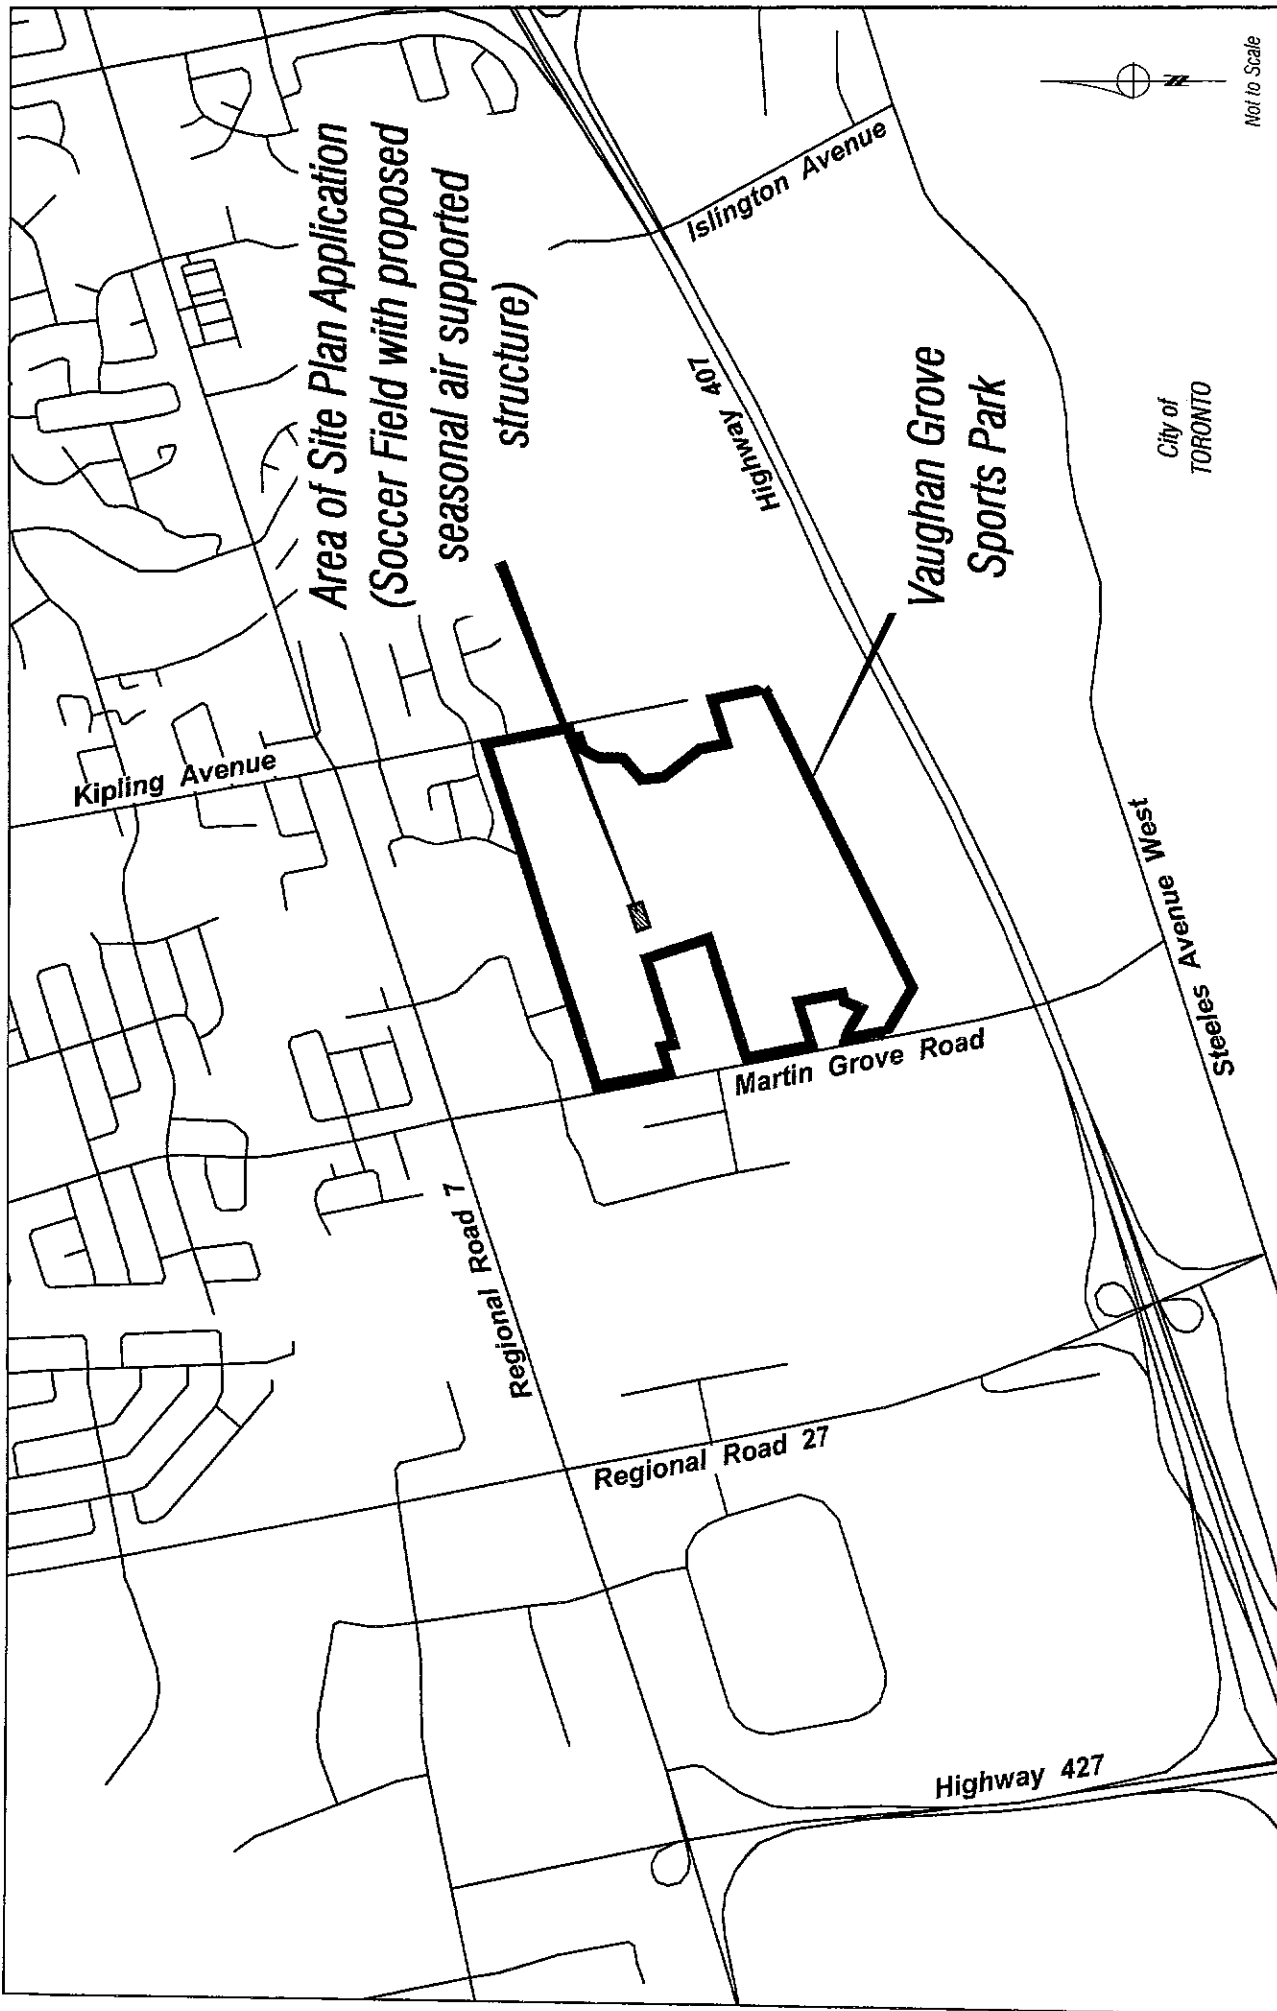 Area of Site Plan Application
(Soccer Field with proposed
seasonal air supported
structure)
Kipling Avenue
Islington Avenue
Highway 407
Vaughan Grove
Sports Park
City of
TORONTO
Steeles Avenue West
Martin Grove Road
Regional Road 7
Regional Road 27
Highway 427
N
Not to Scale